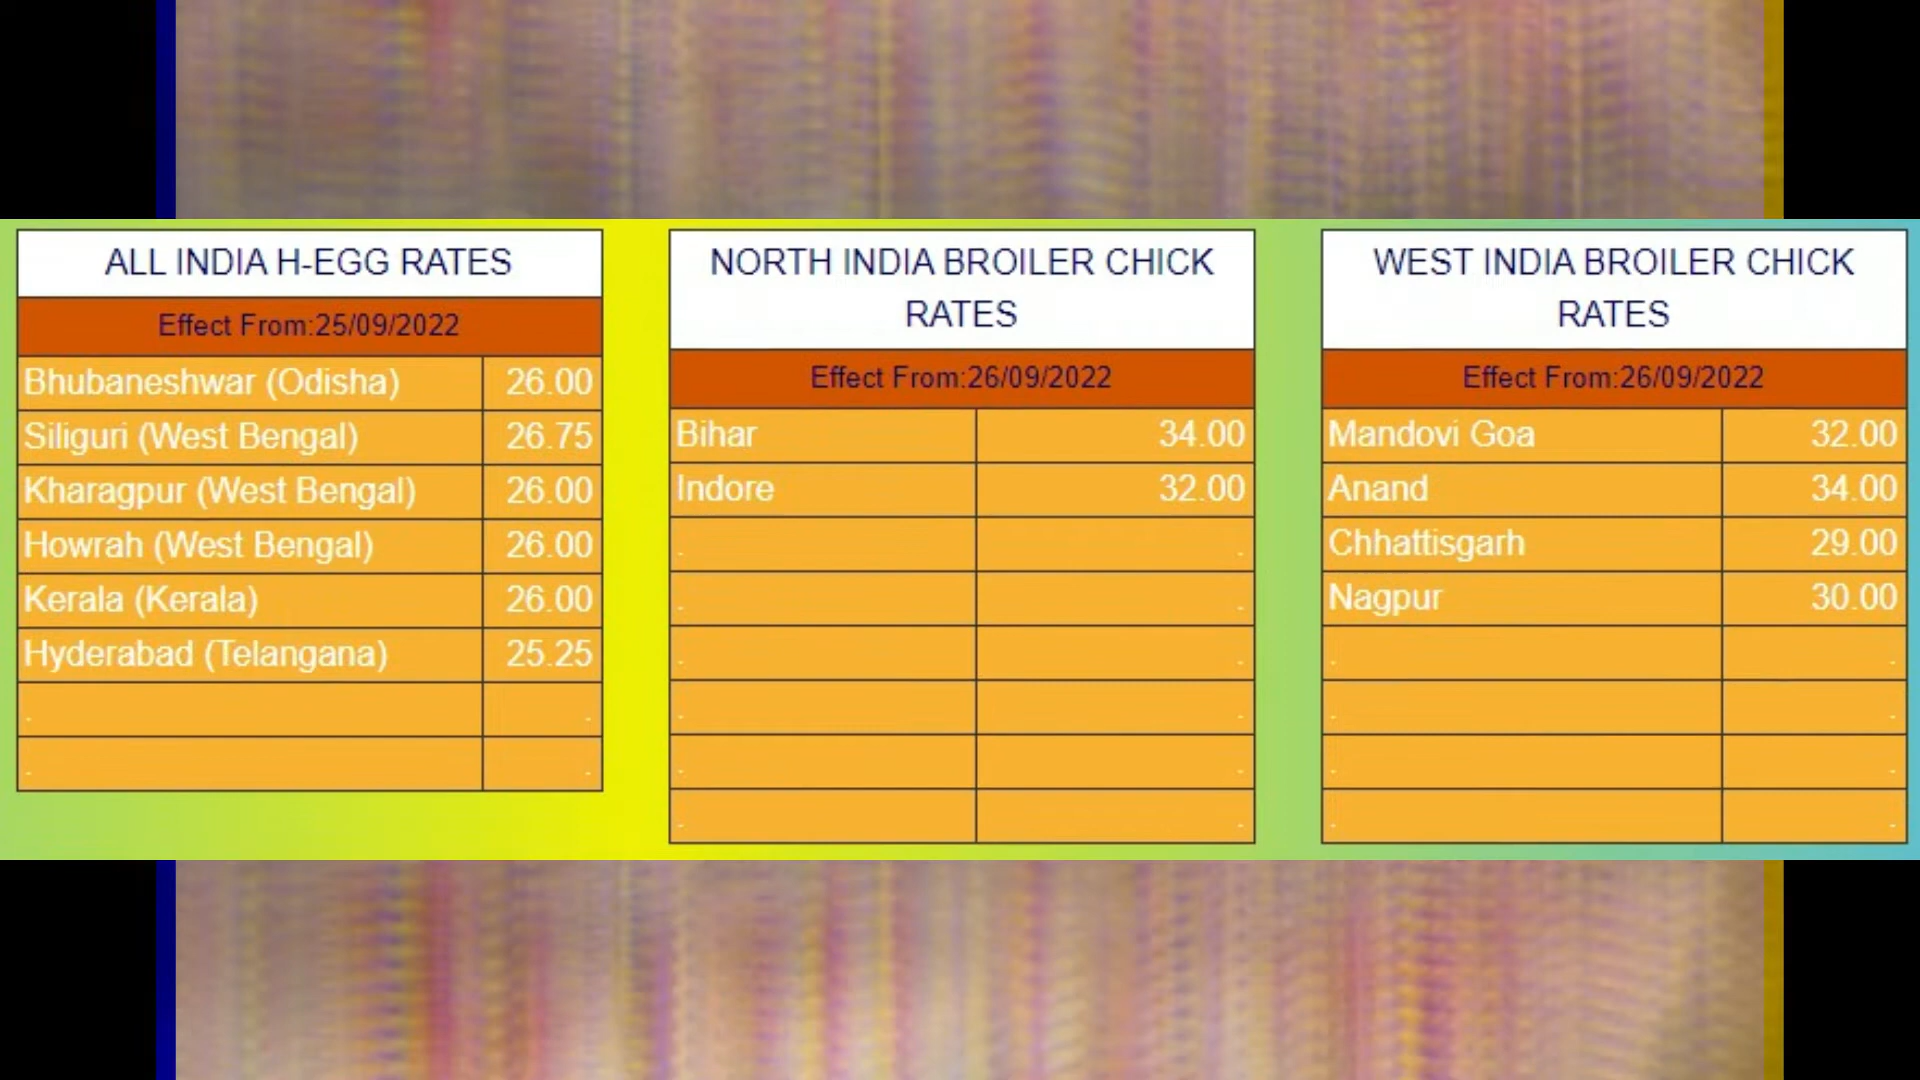 ALL INDIA H-EGG RATES
Effect From:25/09/2022
Bhubaneshwar (Odisha) 26.00
Siliguri (West Bengal) 26.75
Kharagpur (West Bengal) 26.00
Howrah (West Bengal) 26.00
Kerala (Kerala) 26.00
Hyderabad (Telangana) 25.25
. .
. .
NORTH INDIA BROILER CHICK
RATES
Effect From:26/09/2022
Bihar 34.00
Indore 32.00
. .
. .
. .
. .
. .
. .
WEST INDIA BROILER CHICK
RATES
Effect From:26/09/2022
Mandovi Goa 32.00
Anand 34.00
Chhattisgarh 29.00
Nagpur 30.00
. .
. .
. .
. .